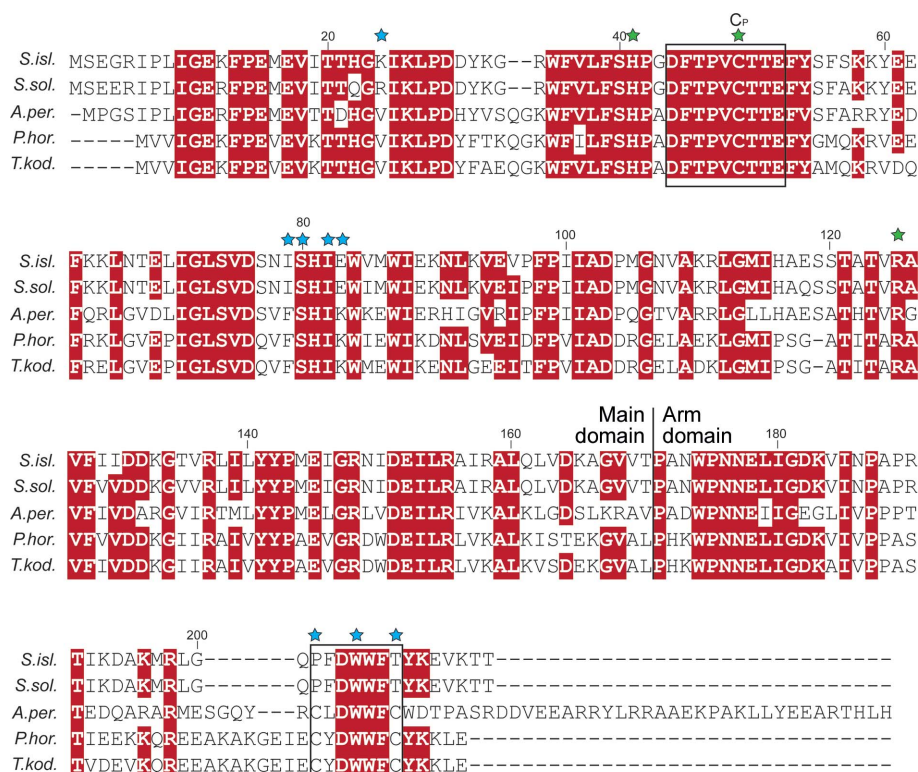 CP
20 40 60
S.isl. MSEGRIPLIGEKFPEMEVITTHGKIKLPDDYKG--RWFVLFSHPGDFTPVCTTEFYSFSKKYEE
S.sol. MSEERIPLIGEKFPEMEVITTQGRIKLPDDYKG--RWFVLFSHPGDFTPVCTTEFYSFAKKYEE
A.per. -MPGSIPLIGERFPEMEVTTDHGVIKLPDHYVSQGKWFVLFSHPADFTPVCTTEFVSFARRYED
P.hor. -----MVVIGEKFPEVEVKTTHGVIKLPDYFTKQGKWFILFSHPADFTPVCTTEFYGMQKRVEE
T.kod. -----MVVIGEKFPEVEVKTTHGVIKLPDYFAEQGKWFVLFSHPADFTPVCTTEFYAMQKRVDQ
80 100 120
S.isl. FKKLNTELIGLSVDSNISHIEWVMWIEKNLKVEVPFPIIADPMGNVAKRLGMIHAESSTATVRA
S.sol. FKKLNTELIGLSVDSNISHIEWIMWIEKNLKVEIPFPIIADPMGNVAKRLGMIHAQSSTATVRA
A.per. FQRLGVDLIGLSVDSVFSHIKWKEWIERHIGVRIPFPIIADPQGTVARRLGLLHAESATHTVRG
P.hor. FRKLGVEPIGLSVDQVFSHIKWIEWIKDNLSVEIDFPVIADDRGELAEKLGMIPSG-ATITARA
T.kod. FRELGVEPIGLSVDQVFSHIKWMEWIKENLGEEITFPVIADDRGELADKLGMIPSG-ATITARA
Main domain Arm domain
140 160 180
S.isl. VFIIDDKGTVRLILYYPMEIGRNIDEILRAIRALQLVDKAGVVTPANWPNNELIGDKVINPAPR
S.sol. VFVVDDKGVVRLILYYPMEIGRNIDEILRAIRALQLVDKAGVVTPANWPNNELIGDKVINPAPR
A.per. VFIVDARGVIRTMLYYPMELGRLVDEILRIVKALKLGDSLKRAVPADWPNNEIIGEGLIVPPPT
P.hor. VFVVDDKGIIRAIVYYPAEVGRDWDEILRLVKALKISTEKGVALPHKWPNNELIGDKVIVPPAS
T.kod. VFIVDDKGIIRAIVYYPAEVGRDWDEILRLVKALKVSDEKGVALPHKWPNNELIGDKAIVPPAS
200
S.isl. TIKDAKMRLG-------QPFDWWFTYKEVKTT------------------------------
S.sol. TIKDAKMRLG-------QPFDWWFTYKEVKTT------------------------------
A.per. TEDQARARMESGQY---RCLDWWFCWDTPASRDDVEEARRYLRRAAEKPAKLLYEEARTHLH
P.hor. TIEEKKQREEAKAKGEIECYDWWFCYKKLE--------------------------------
T.kod. TVDEVKQREEAKAKGEIECYDWWFCYKKLE--------------------------------